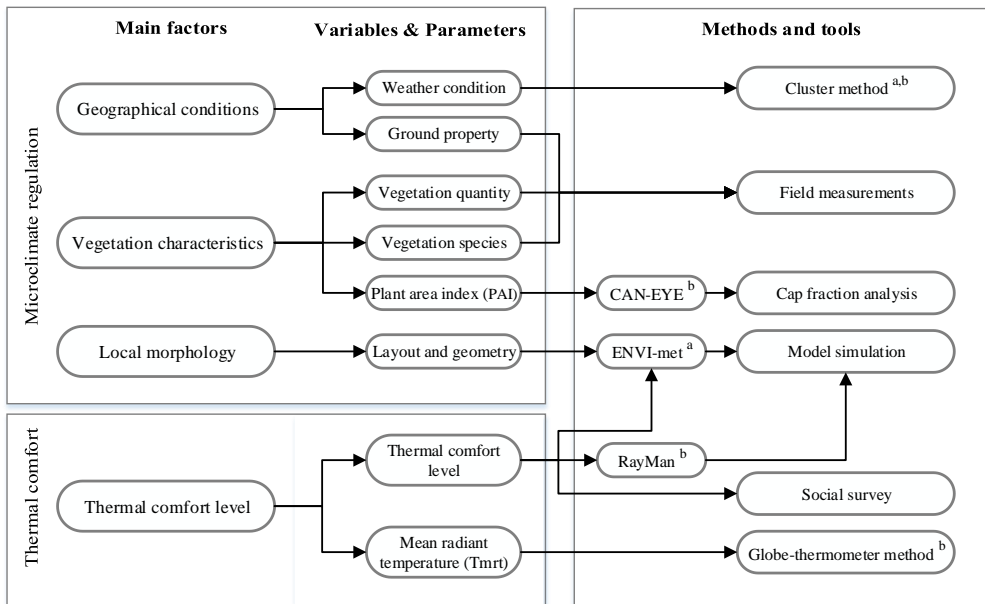 Main factors
Variables & Parameters
Methods and tools
Microclimate regulation
Geographical conditions
Weather condition
Cluster method a,b
Ground property
Vegetation characteristics
Vegetation quantity
Field measurements
Vegetation species
Plant area index (PAI)
CAN-EYE b
Cap fraction analysis
Local morphology
Layout and geometry
ENVI-met a
Model simulation
Thermal comfort
Thermal comfort level
Thermal comfort
level
RayMan b
Social survey
Mean radiant
temperature (Tmrt)
Globe-thermometer method b